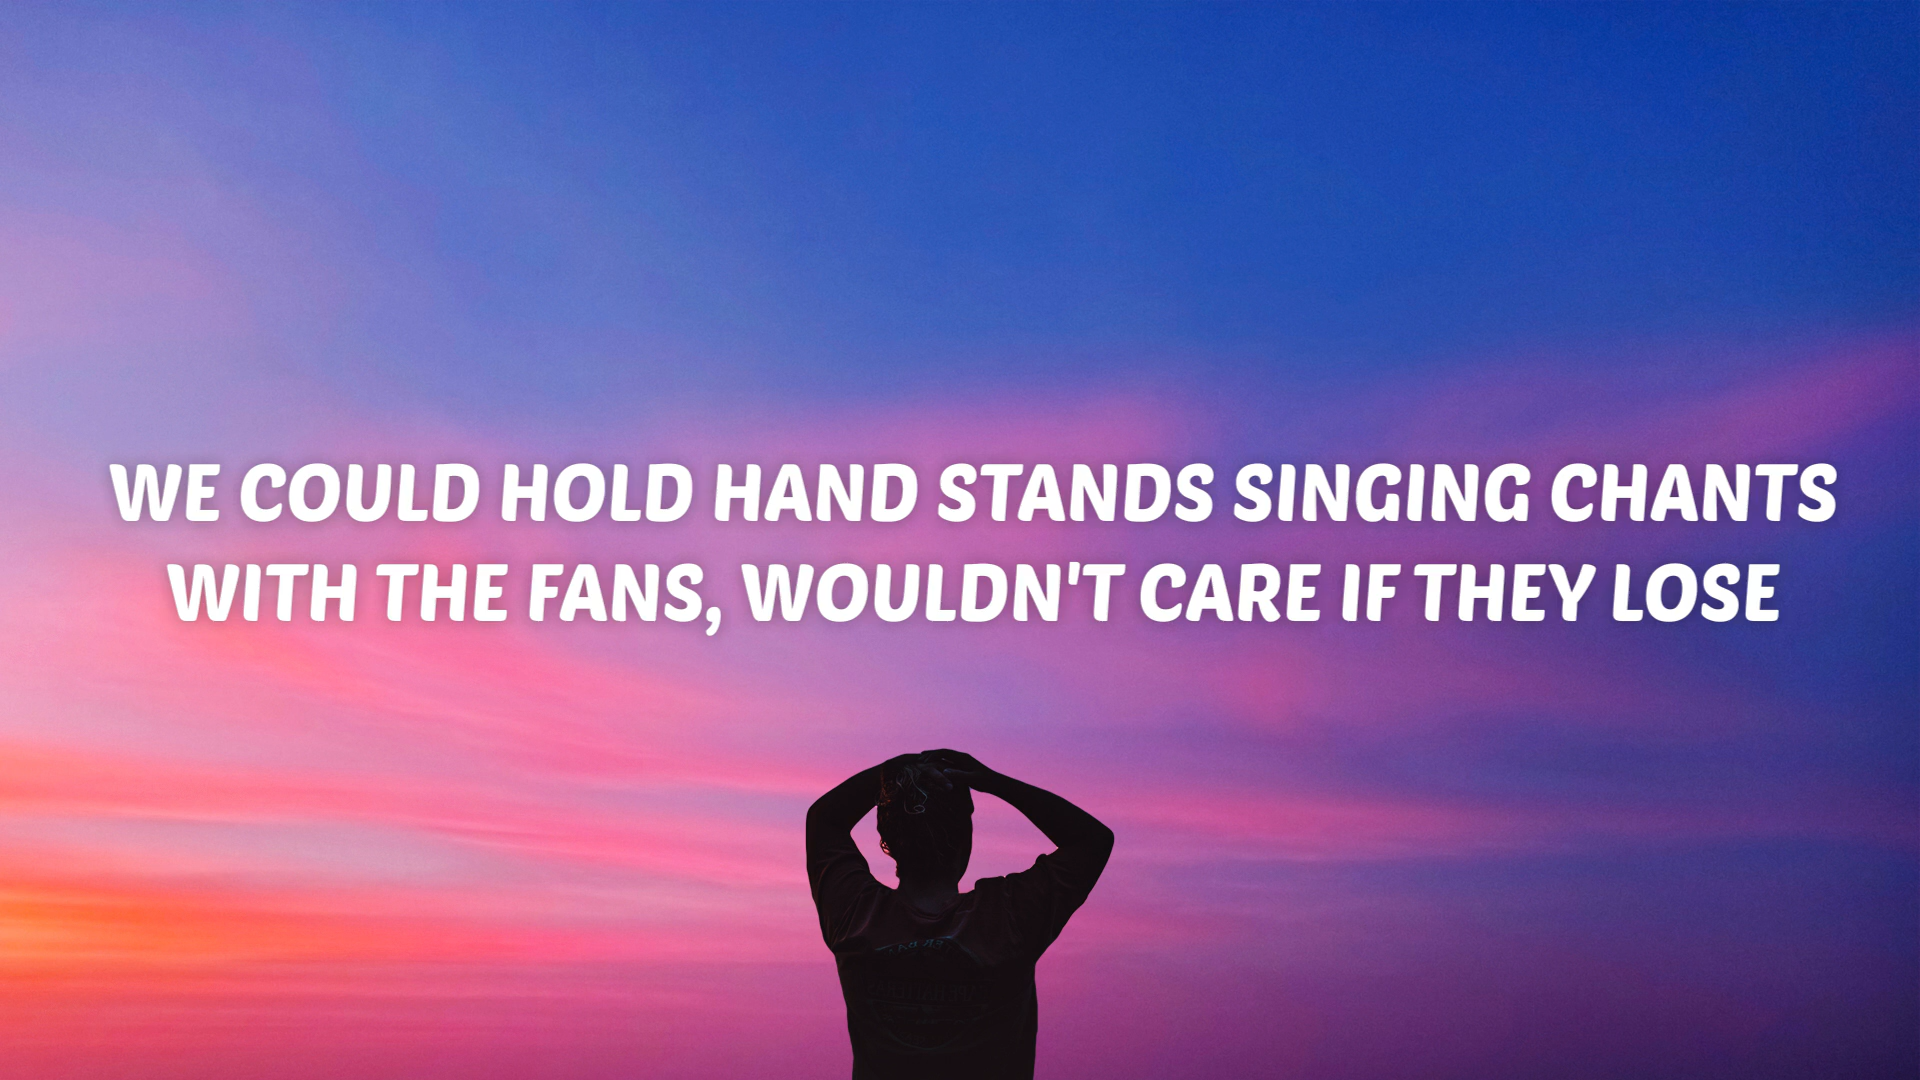 WE COULD HOLD HAND STANDS SINGING CHANTS
WITH THE FANS, WOULDN'T CARE IF THEY LOSE